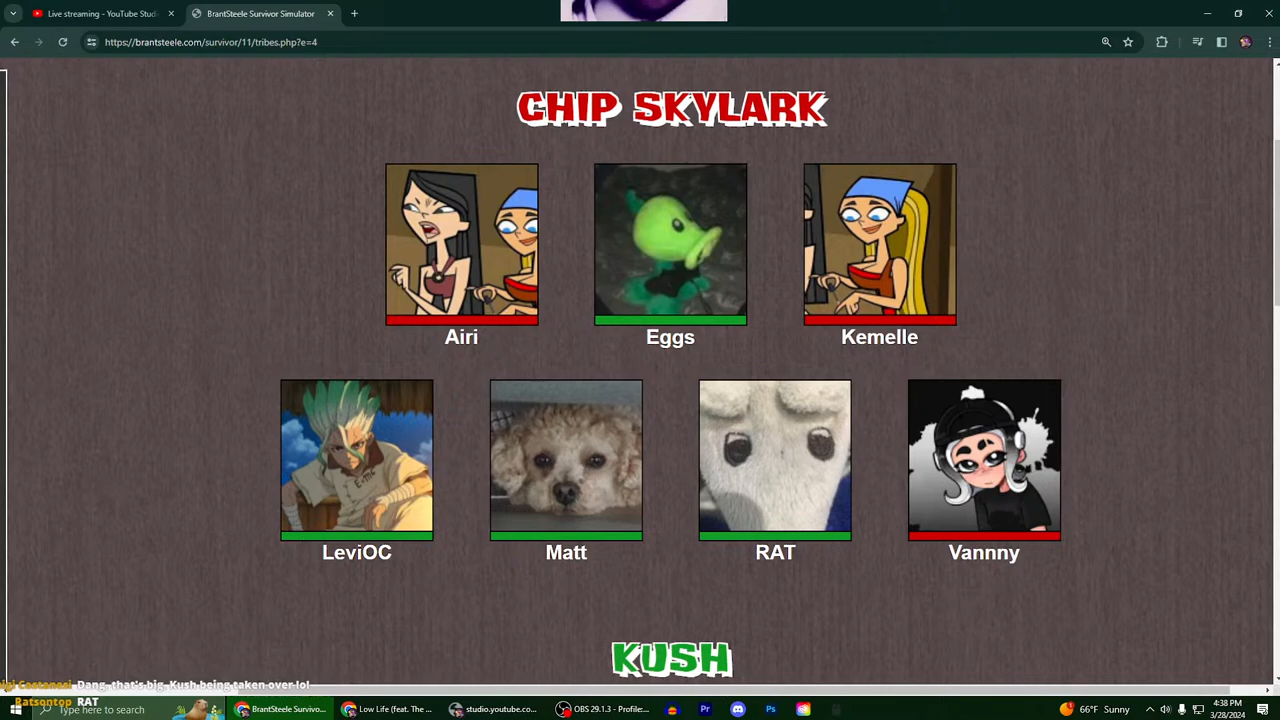 Live streaming - YouTube Studi
BrantSteele Survivor Simulator
https://brantsteele.com/survivor/11/tribes.php?e=4
CHIP SKYLARK
Airi
Eggs
Kemelle
LeviOC
Matt
RAT
Vannny
KUSH
Dang, that's big, Kush being taken over lol
Ratsontop RAT
Type here to search
BrantSteele Survivo...
Low Life (feat. The ...
studio.youtube.co...
OBS 29.1.3 - Profile:...
66°F Sunny
4:38 PM
3/28/2024